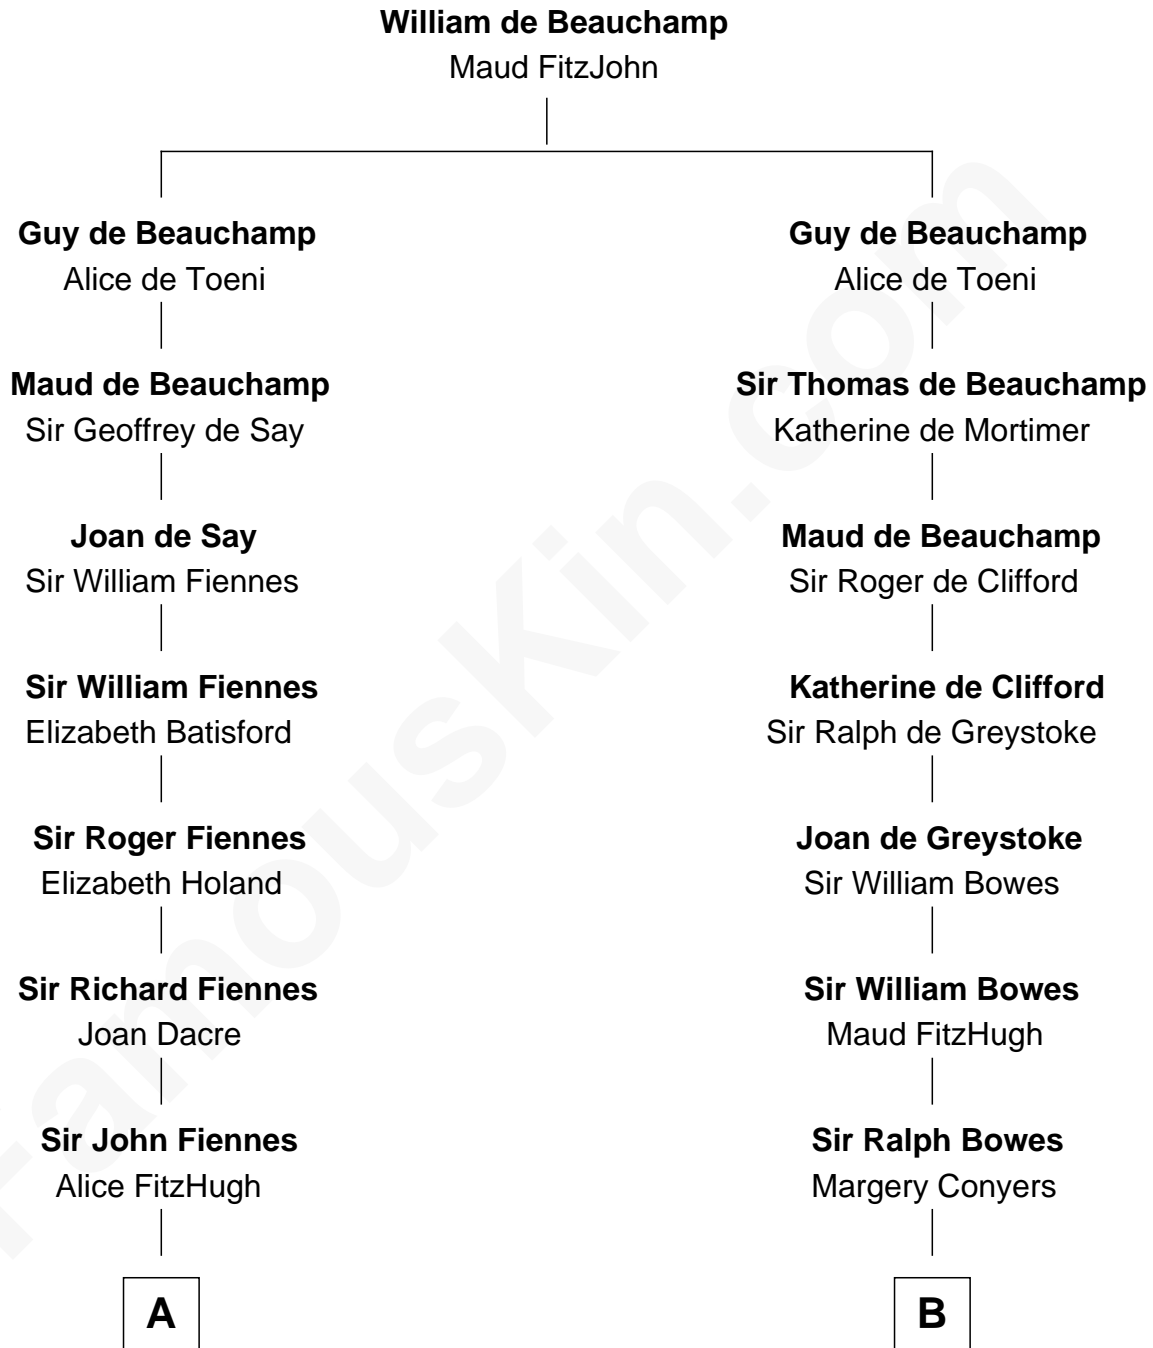 William de Beauchamp
Maud FitzJohn
Guy de Beauchamp
Alice de Toeni
Maud de Beauchamp
Sir Geoffrey de Say
Joan de Say
Sir William Fiennes
Sir William Fiennes
Elizabeth Batisford
Sir Roger Fiennes
Elizabeth Holand
Sir Richard Fiennes
Joan Dacre
Sir John Fiennes
Alice FitzHugh
A
Guy de Beauchamp
Alice de Toeni
Sir Thomas de Beauchamp
Katherine de Mortimer
Maud de Beauchamp
Sir Roger de Clifford
Katherine de Clifford
Sir Ralph de Greystoke
Joan de Greystoke
Sir William Bowes
Sir William Bowes
Maud FitzHugh
Sir Ralph Bowes
Margery Conyers
B
FamousKin.com